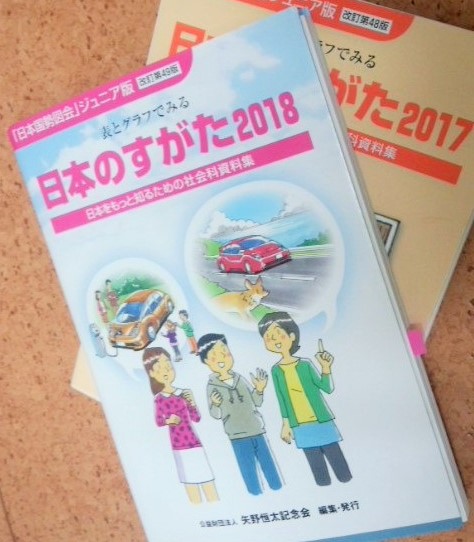 「日本国勢図会」ジュニア版 改訂第49版
表とグラフでみる
日本のすがた2018
日本をもっと知るための社会科資料集
公益財団法人 矢野恒太記念会 編集・発行
ジュニア版 改訂第48版
グラフでみる
がた2017
科資料集